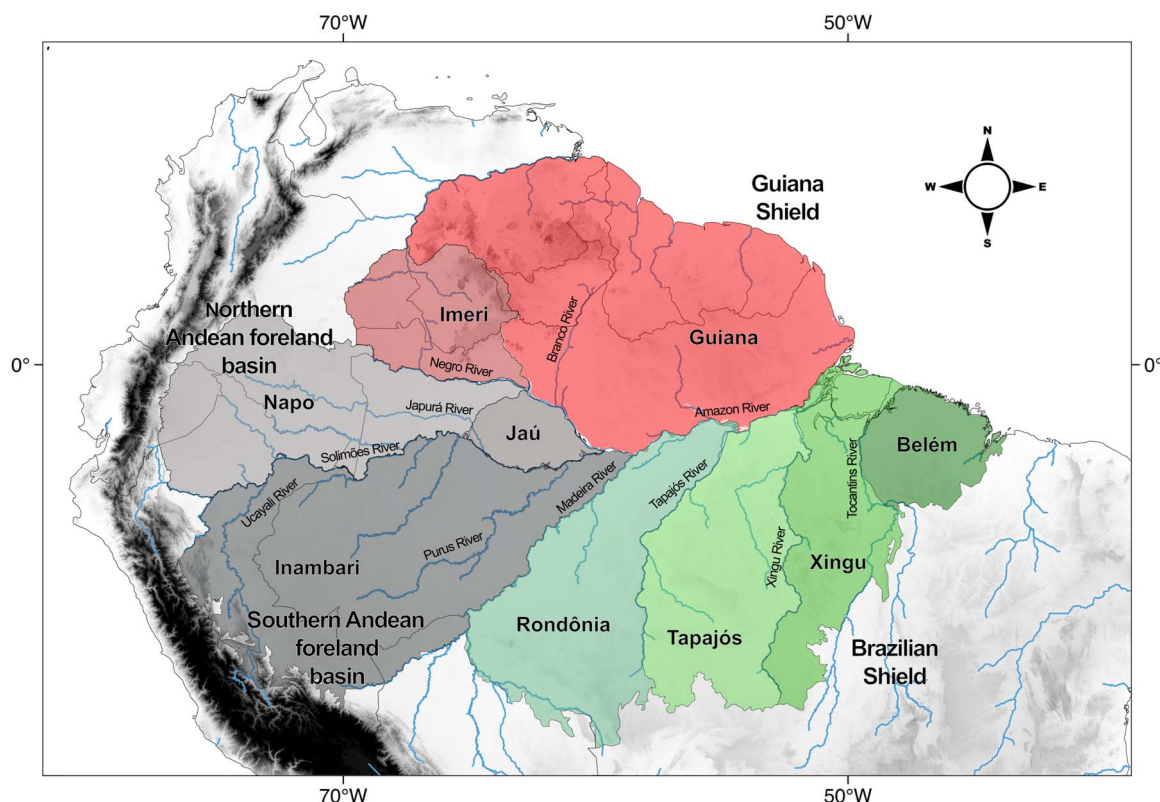 70°W
50°W
N
W
E
S
Guiana
Shield
Imeri
Branco River
Northern
Andean foreland
basin
Guiana
0°
0°
Negro River
Napo
Japurá River
Amazon River
Jaú
Belém
Solimões River
Tocantins River
Madeira River
Tapajós River
Ucayali River
Purus River
Xingu River
Inambari
Xingu
Southern Andean
foreland
basin
Rondônia
Tapajós
Brazilian
Shield
70°W
50°W